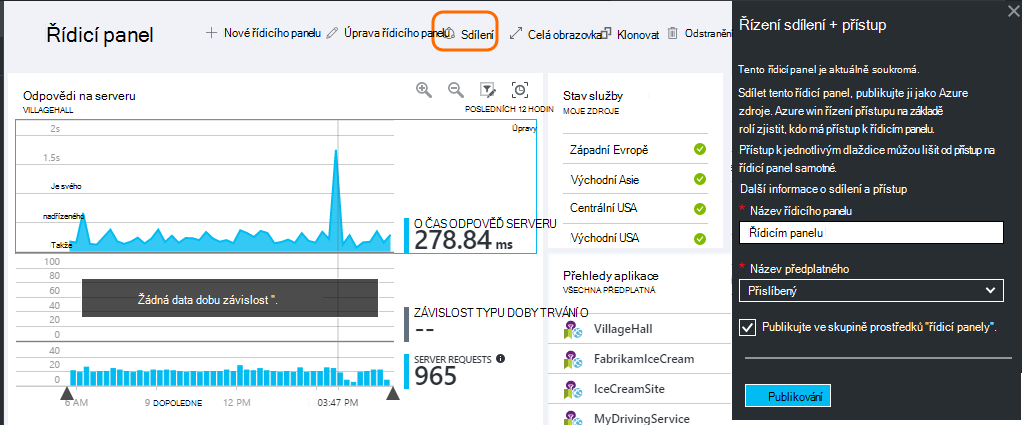 Řídicí panel
Nové řídicího panelu
Úprava řídicího panelu
Sdílení
Celá obrazovka
Klonovat
Odstranění
Odpovědi na serveru
VILLAGEHALL
POSLEDNÍCH 12 HODIN
Úpravy
2s
1.5s
Je svého
nadřízeného
Takže
O ČAS ODPOVĚĎ SERVERU
278.84 ms
100
80
60
40
20
0
Žádná data dobu závislost ".
ZÁVISLOST TYPU DOBY TRVÁNÍ O
--
40
20
0
SERVER REQUESTS
965
6 AM
9 DOPOLEDNE
12 PM
03:47 PM
Stav služby
MOJE ZDROJE
Západní Evropě
Východní Asie
Centrální USA
Východní USA
Přehledy aplikace
VŠECHNA PŘEDPLATNÁ
VillageHall
FabrikamIceCream
IceCreamSite
MyDrivingService
Řízení sdílení + přístup
Tento řídicí panel je aktuálně soukromá.
Sdílet tento řídicí panel, publikujte ji jako Azure
zdroje. Azure win řízení přístupu na základě
rolí zjistit, kdo má přístup k řídicím panelu.
Přístup k jednotlivým dlaždice můžou lišit od přístup na
řídicí panel samotné.
Další informace o sdílení a přístup
* Název řídicího panelu
Řídicím panelu
* Název předplatného
Přislíbený
Publikujte ve skupině prostředků "řídicí panely".
Publikování